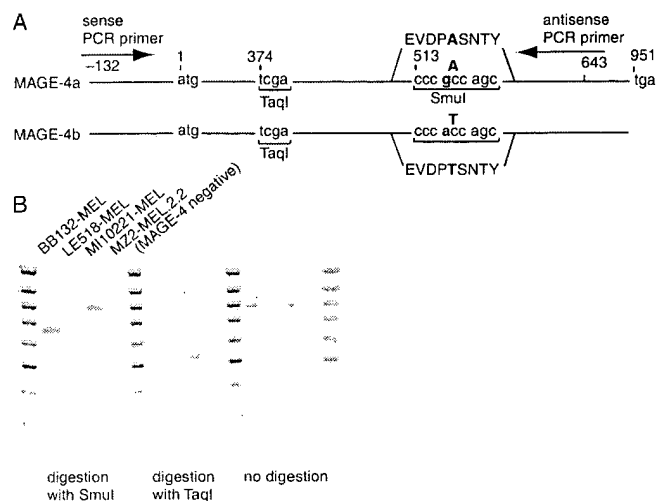 A
sense
PCR primer
EVDPASNTY
antisense
PCR primer
-132
1
374
513
A
643
951
MAGE-4a
atg
tcga
ccc gcc agc
tga
TaqI
SmuI
T
MAGE-4b
atg
tcga
ccc acc agc
TaqI
EVDPTSNTY
B
BB132-MEL
LE518-MEL
MI10221-MEL
MZ2-MEL.2.2
(MAGE-4 negative)
digestion
with SmuI
digestion
with TaqI
no digestion